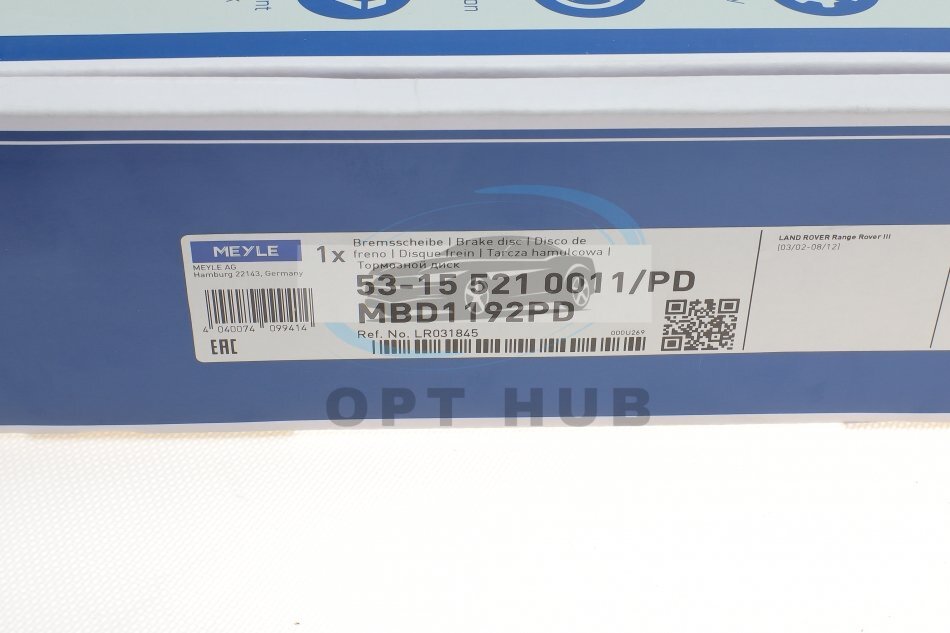 MEYLE
MEYLE AG
Hamburg 22143, Germany
4 040074 099414
EAC
1x
Bremsscheibe | Brake disc | Disco de
freno | Disque frein | Tarcza hamulcowa |
Тормозной диск
53-15 521 0011/PD
MBD1192PD
Ref. No. LR031845
000U269
LAND ROVER Range Rover III
(03/02-08/12)
OPT HUB